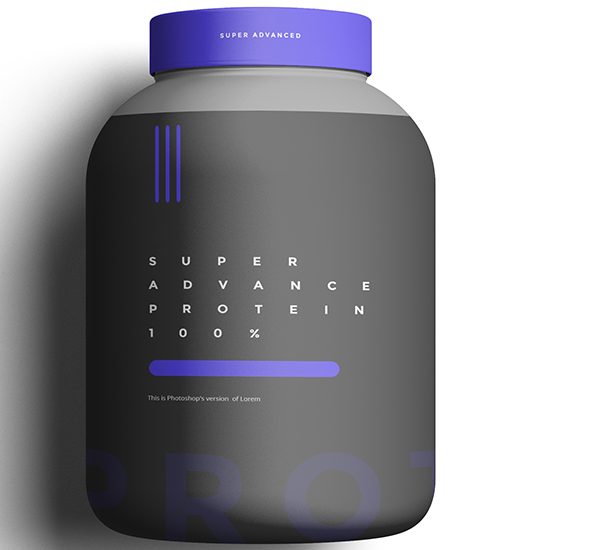 SUPER ADVANCED
SUPER
ADVANCE
PROTEIN
100%
This is Photoshop's version of Lorem
PROT